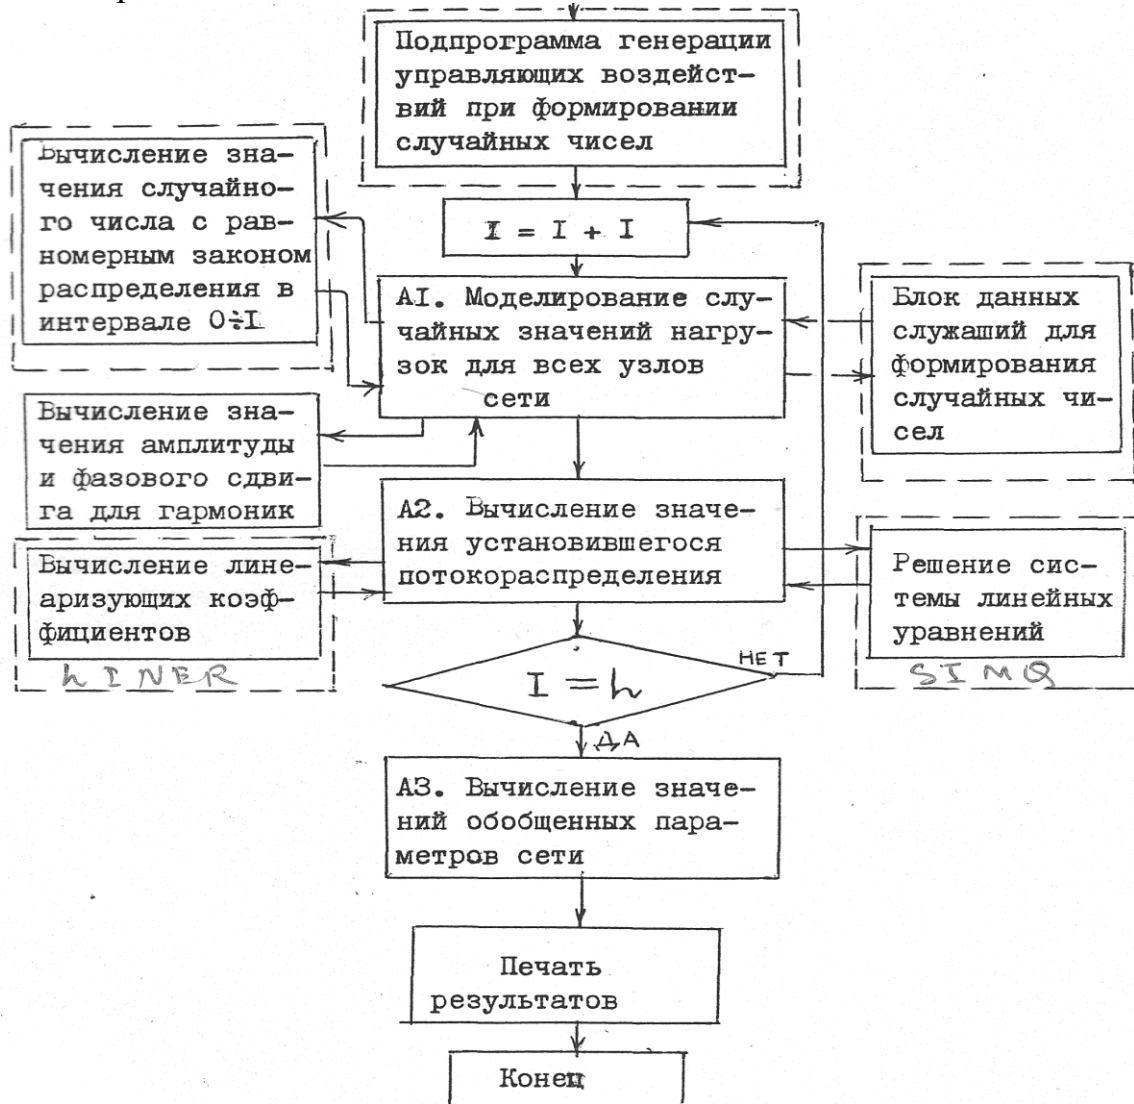 Подпрограмма генерации
управляющих воздейст-
вий при формировании
случайных чисел
Вычисление зна-
чения случайно-
го числа с рав-
номерным законом
распределения в
интервале 0÷I
I = I + I
АI. Моделирование слу-
чайных значений нагру-
зок для всех узлов
сети
Блок данных
служаший для
формирования
случайных чи-
сел
Вычисление зна-
чения амплитуды
и фазового сдви-
га для гармоник
А2. Вычисление значе-
ния установившегося
потокораспределения
Вычисление лине-
аризующих коэф-
фициентов
LINER
Решение сис-
темы линейных
уравнений
SIMQ
I = h
НЕТ
ДА
А3. Вычисление значе-
ний обобщенных пара-
метров сети
Печать
результатов
Конец